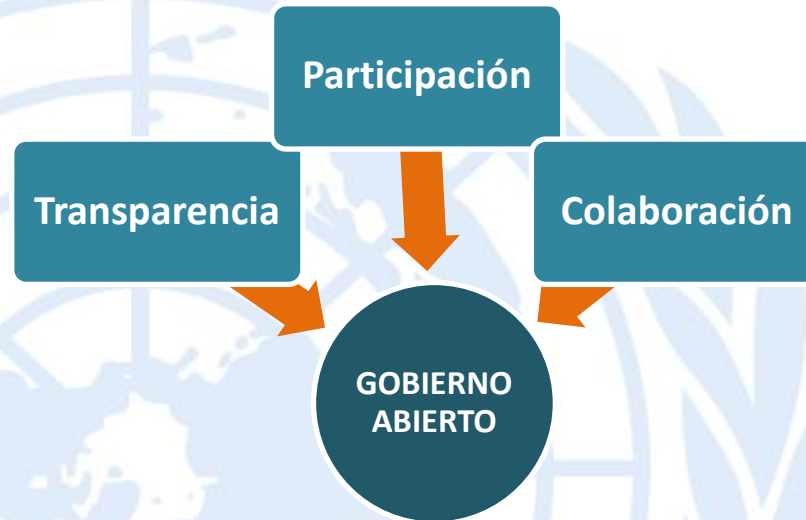 Participación
Transparencia
Colaboración
GOBIERNO
ABIERTO